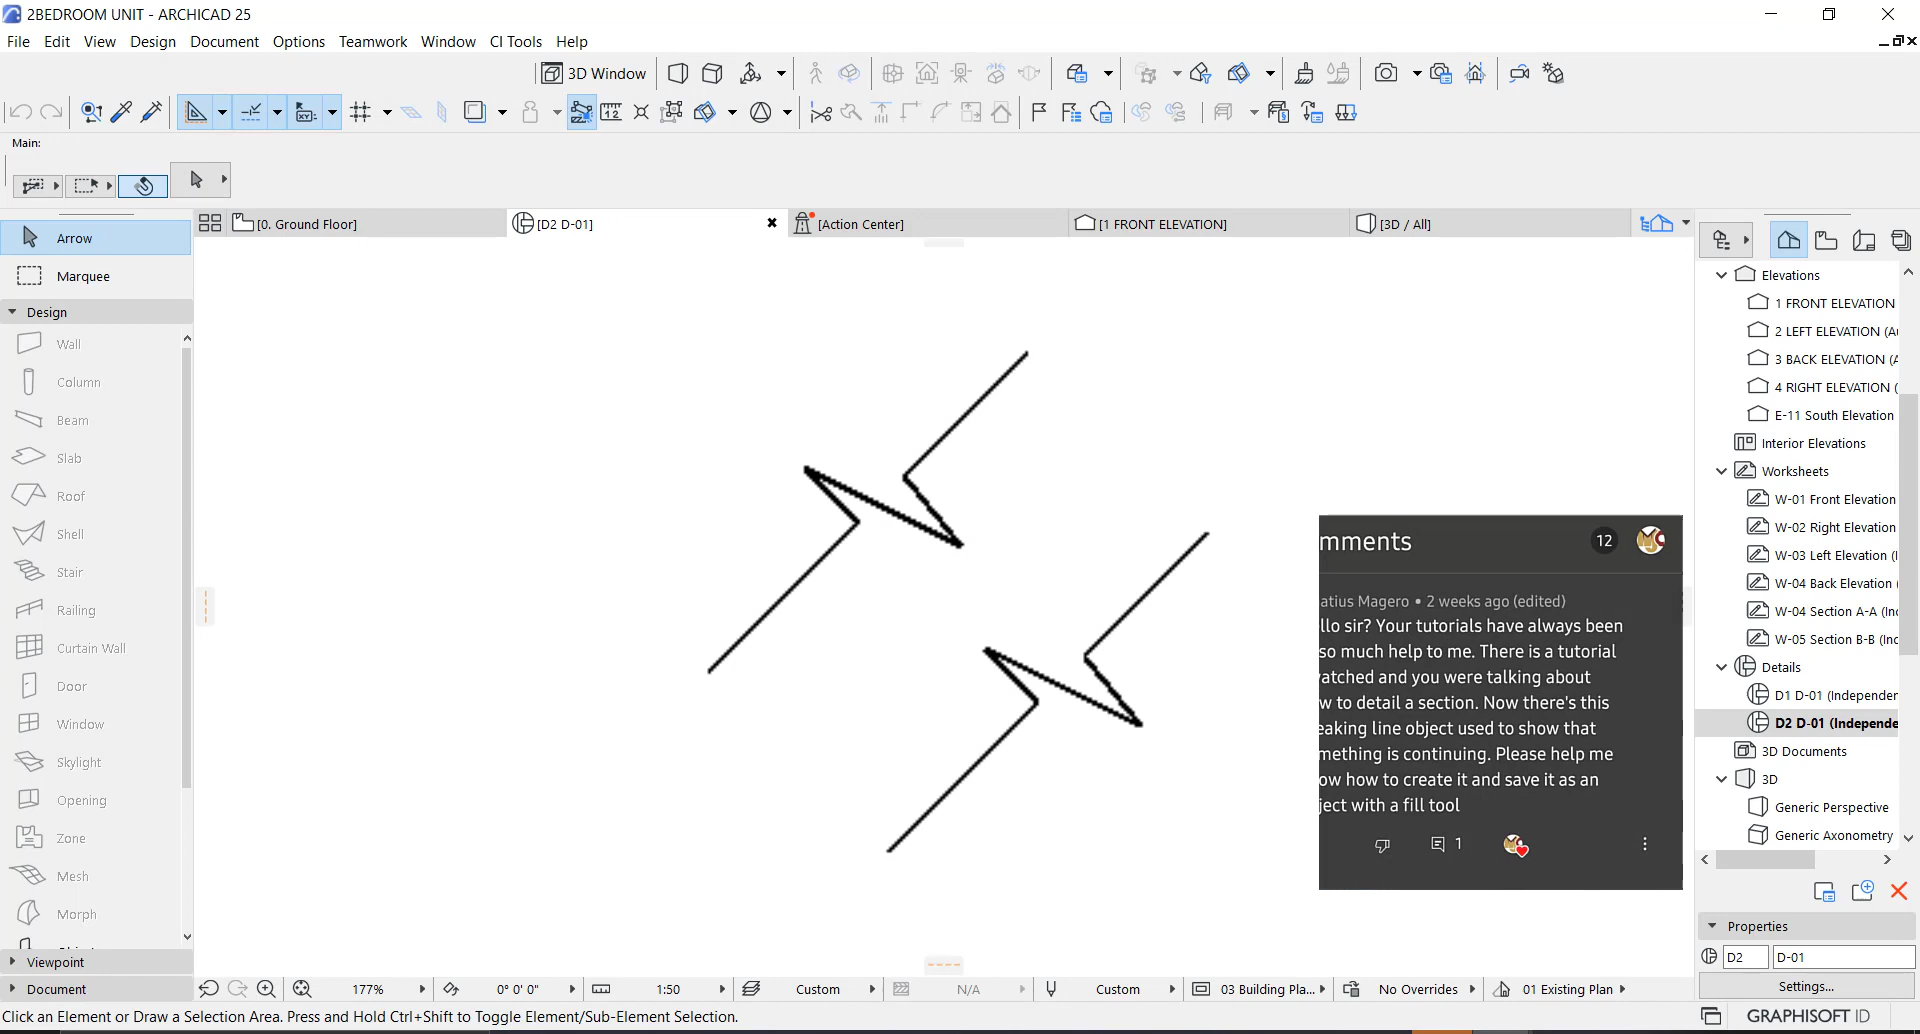 2BEDROOM UNIT - ARCHICAD 25
File Edit View Design Document Options Teamwork Window CI Tools Help
3D Window
Main:
[0. Ground Floor] [D2 D-01] [Action Center] [1 FRONT ELEVATION] [3D / All]
Arrow
Marquee
Design
Wall
Column
Beam
Slab
Roof
Shell
Stair
Railing
Curtain Wall
Door
Window
Skylight
Opening
Zone
Mesh
Morph
Viewpoint
Document
mments 12
atius Magero • 2 weeks ago (edited)
llo sir? Your tutorials have always been
so much help to me. There is a tutorial
atched and you were talking about
w to detail a section. Now there's this
eaking line object used to show that
mething is continuing. Please help me
ow how to create it and save it as an
ject with a fill tool
1
Elevations
1 FRONT ELEVATION
2 LEFT ELEVATION (Au
3 BACK ELEVATION (A
4 RIGHT ELEVATION (
E-11 South Elevation
Interior Elevations
Worksheets
W-01 Front Elevation
W-02 Right Elevation
W-03 Left Elevation (I
W-04 Back Elevation (
W-04 Section A-A (Inc
W-05 Section B-B (Inc
Details
D1 D-01 (Independen
D2 D-01 (Independe
3D Documents
3D
Generic Perspective
Generic Axonometry
Properties
D2 D-01
Settings...
177% 0° 0' 0" 1:50 Custom N/A Custom 03 Building Pla... No Overrides 01 Existing Plan
Click an Element or Draw a Selection Area. Press and Hold Ctrl+Shift to Toggle Element/Sub-Element Selection.
GRAPHISOFT ID